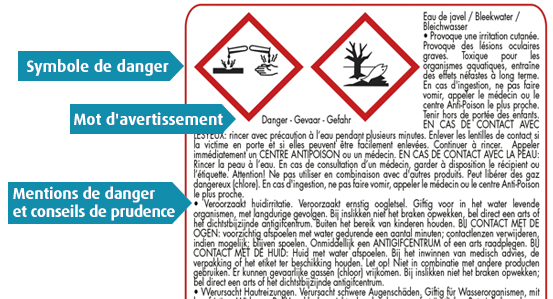 Symbole de danger
Mot d'avertissement
Mentions de danger
et conseils de prudence
Danger - Gevaar - Gefahr
Eau de javel / Bleekwater /
Bleichwasser
• Provoque une irritation cutanée.
Provoque des lésions oculaires
graves. Toxique pour les
organismes aquatiques, entraîne
des effets néfastes à long terme.
En cas d'ingestion, ne pas faire
vomir, appeler le médecin ou le
centre Anti-Poison le plus proche.
Tenir hors de portée des enfants.
EN CAS DE CONTACT AVEC
LES YEUX: rincer avec précaution à l'eau pendant plusieurs minutes. Enlever les lentilles de contact si
la victime en porte et si elles peuvent être facilement enlevées. Continuer à rincer. Appeler
immédiatement un CENTRE ANTIPOISON ou un médecin. EN CAS DE CONTACT AVEC LA PEAU:
Rincer la peau à l'eau. En cas de consultation d'un médecin, garder à disposition le récipient ou
l'étiquette. Attention! Ne pas utiliser en combinaison avec d'autres produits. Peut libérer des gaz
dangereux (chlore). En cas d'ingestion, ne pas faire vomir, appeler le médecin ou le centre Anti-Poison
le plus proche.
• Veroorzaakt huidirritatie. Veroorzaakt ernstig oogletsel. Giftig voor in het water levende
organismen, met langdurige gevolgen. Bij inslikken niet het braken opwekken, bel direct een arts of
het dichtstbijzijnde antigifcentrum. Buiten het bereik van kinderen houden. BIJ CONTACT MET DE
OGEN: voorzichtig afspoelen met water gedurende een aantal minuten; contactlenzen verwijderen,
indien mogelijk; blijven spoelen. Onmiddellijk een ANTIGIFCENTRUM of een arts raadplegen. BIJ
CONTACT MET DE HUID: Huid met water afspoelen. Bij het inwinnen van medisch advies, de
verpakking of het etiket ter beschikking houden. Let op! Niet in combinatie met andere producten
gebruiken. Er kunnen gevaarlijke gassen (chloor) vrijkomen. Bij inslikken niet het braken opwekken;
bel direct een arts of het dichtstbijzijnde antigifcentrum.
• Verursacht Hautreizungen. Verursacht schwere Augenschäden, Giftig für Wasserorganismen, mit